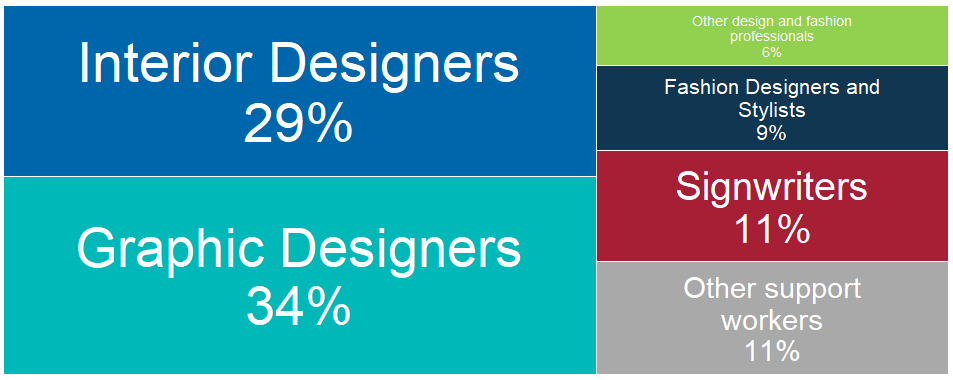 Interior Designers
29%
Graphic Designers
34%
Other design and fashion
professionals
6%
Fashion Designers and
Stylists
9%
Signwriters
11%
Other support
workers
11%